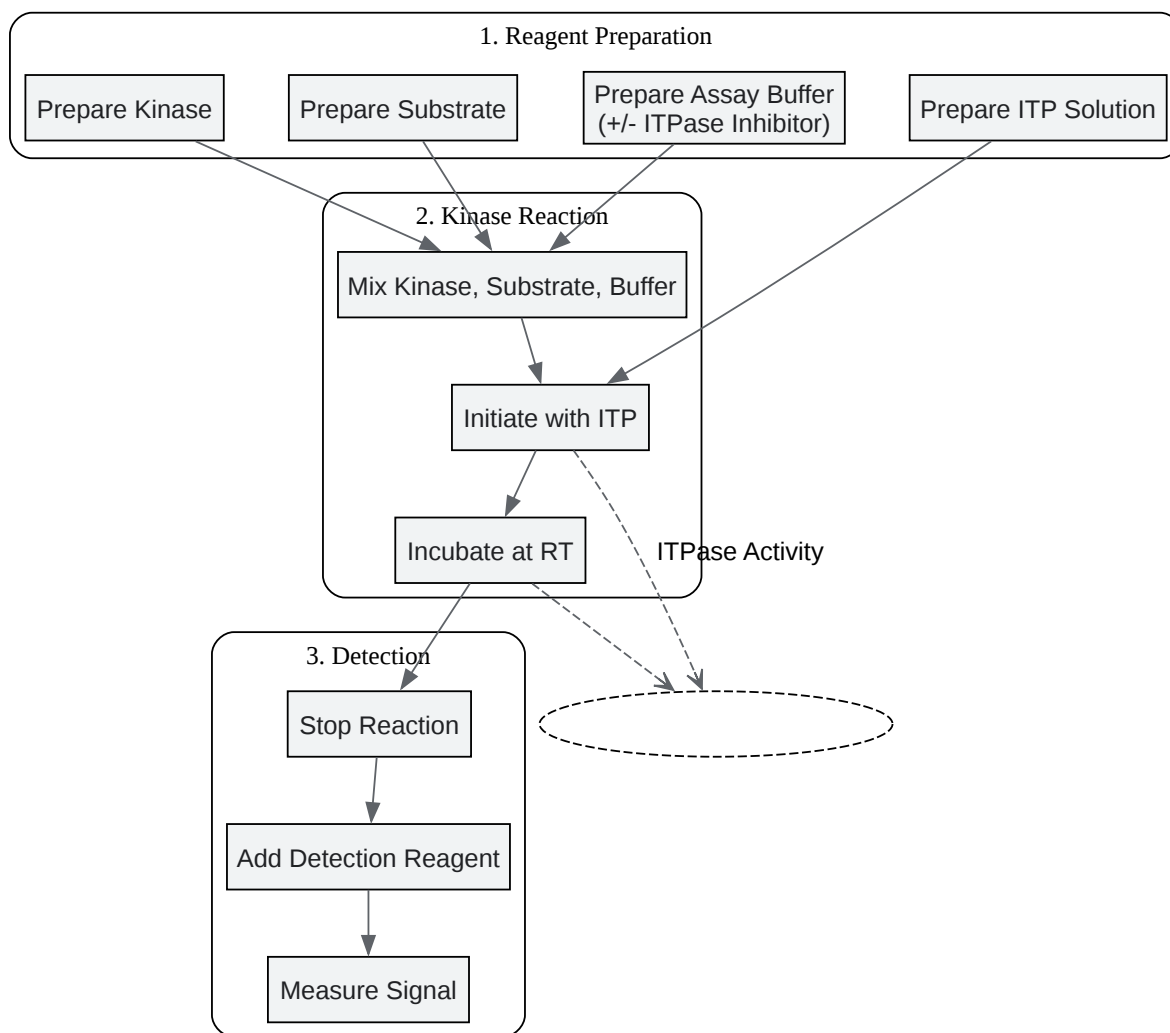 1. Reagent Preparation
Prepare Kinase
Prepare Substrate
Prepare Assay Buffer
(+/- ITPase Inhibitor)
Prepare ITP Solution
2. Kinase Reaction
Mix Kinase, Substrate, Buffer
Initiate with ITP
Incubate at RT
ITPase Activity
3. Detection
Stop Reaction
Add Detection Reagent
Measure Signal